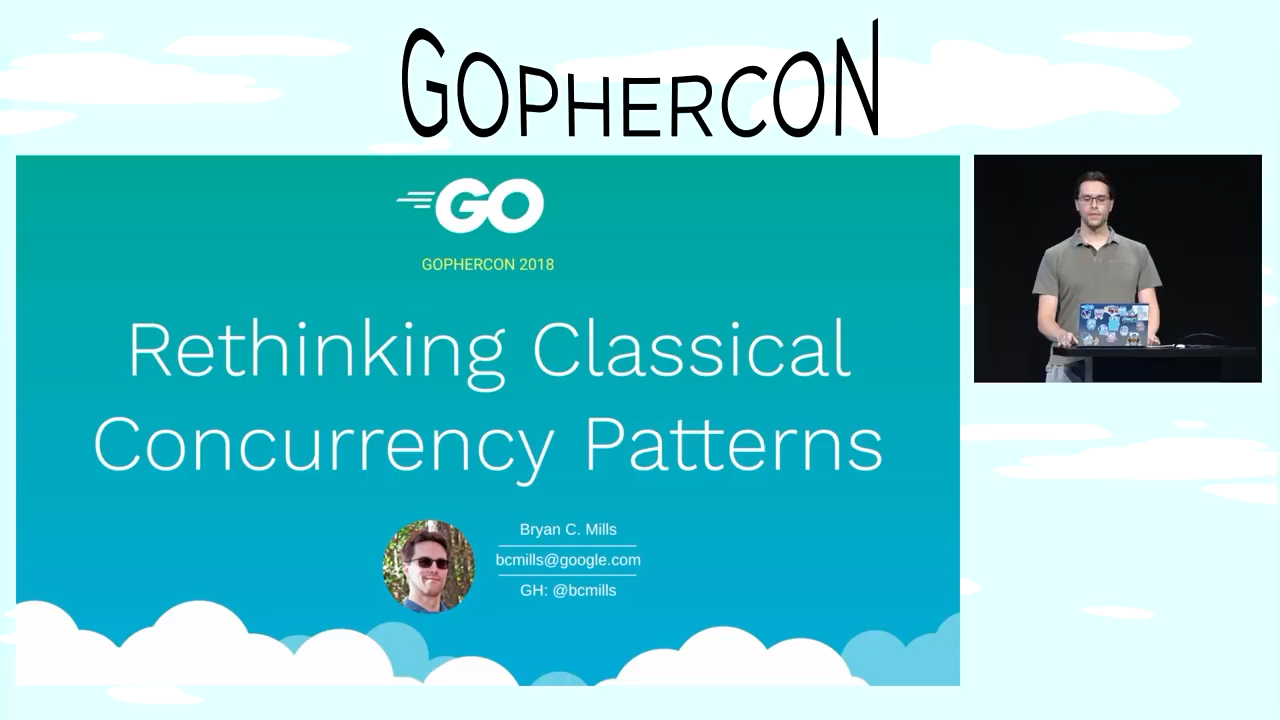 GOPHERCON
GO
GOPHERCON 2018
Rethinking Classical
Concurrency Patterns
Bryan C. Mills
bcmills@google.com
GH: @bcmills